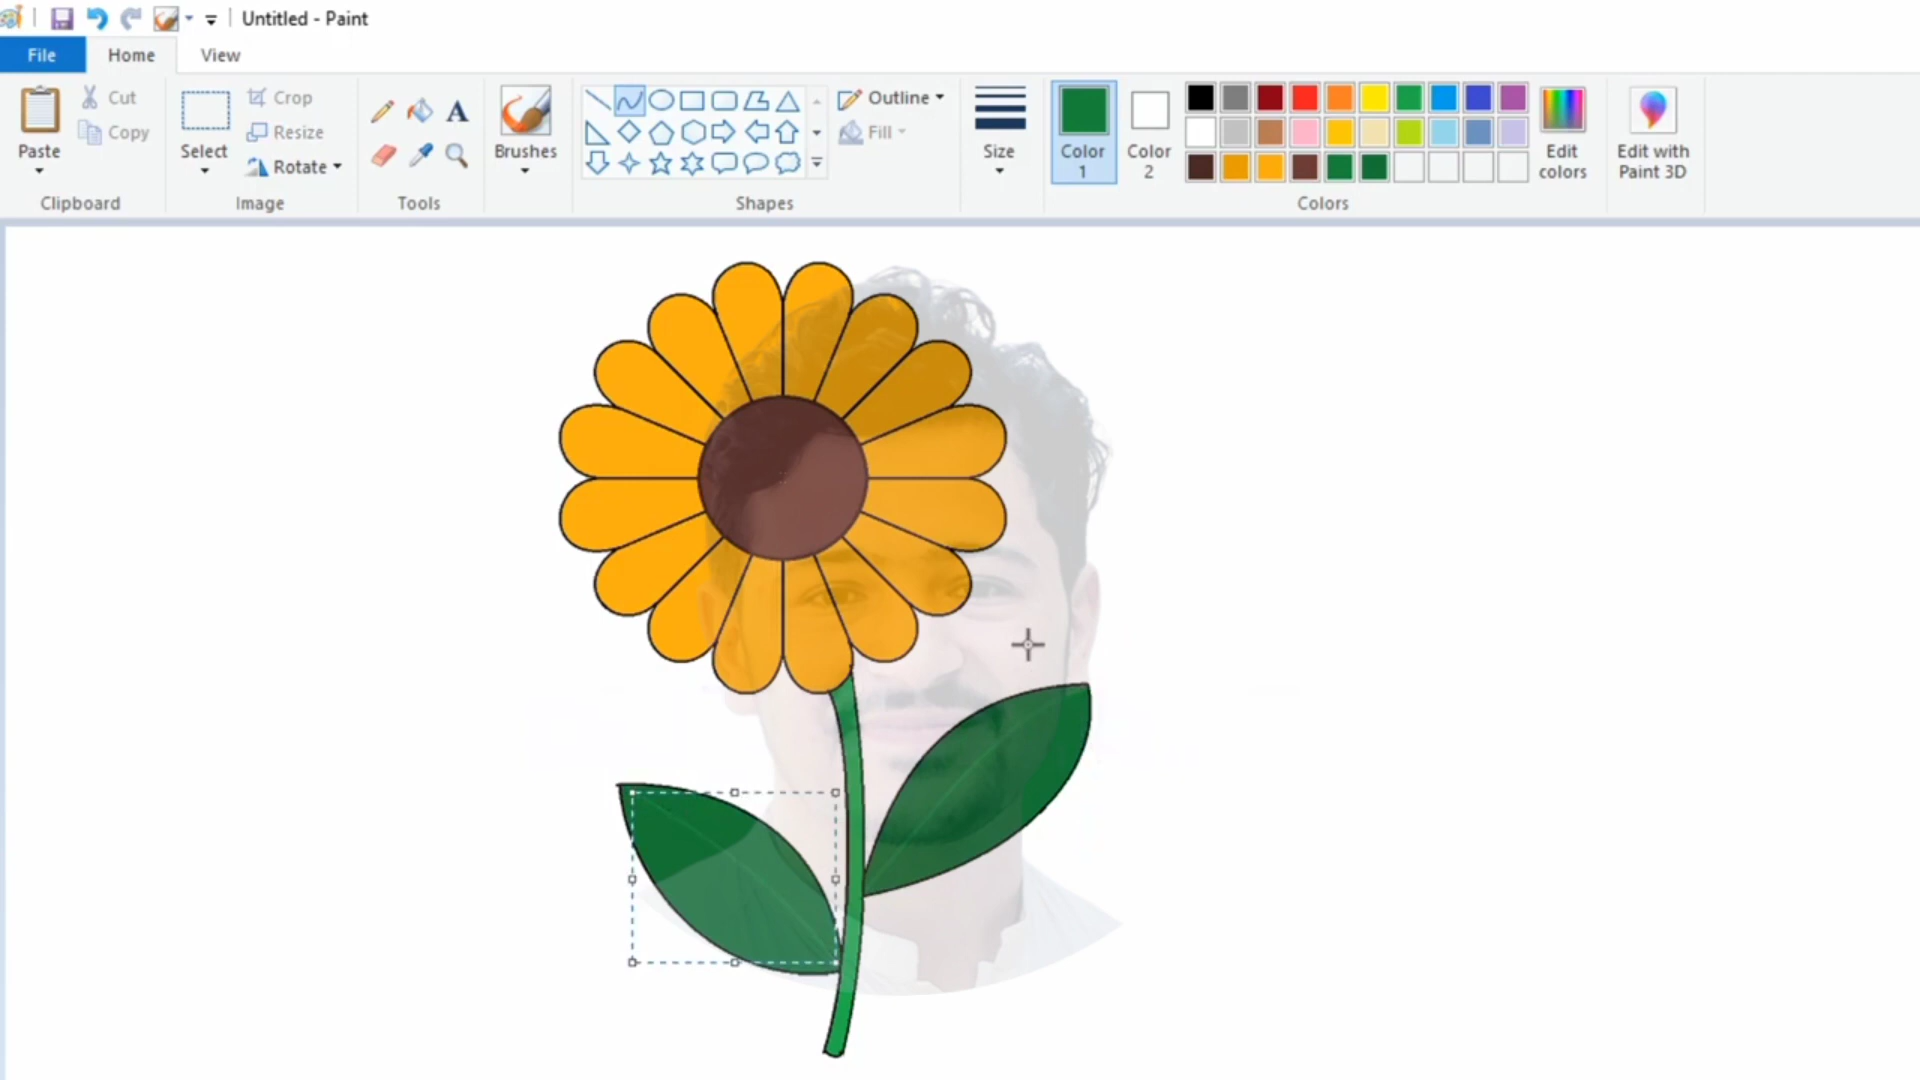 Untitled - Paint
File Home View
Paste
Cut
Copy
Clipboard
Select
Crop
Resize
Rotate
Image
A
Tools
Brushes
Outline
Fill
Shapes
Size
Color 1
Color 2
Edit colors
Colors
Edit with Paint 3D